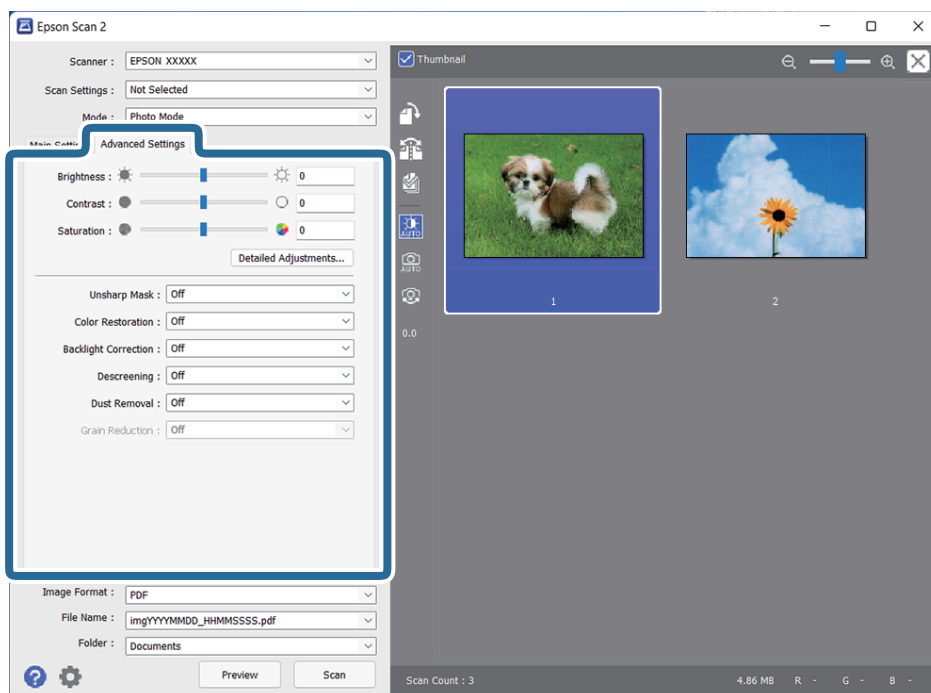 Epson Scan 2
Scanner : EPSON XXXXX
Scan Settings : Not Selected
Mode : Photo Mode
Advanced Settings
Brightness : 0
Contrast : 0
Saturation : 0
Detailed Adjustments...
Unsharp Mask : Off
Color Restoration : Off
Backlight Correction : Off
Descreening : Off
Dust Removal : Off
Grain Reduction : Off
Image Format : PDF
File Name : imgYYYYMMDD_HHMMSSSS.pdf
Folder : Documents
? Preview Scan
Thumbnail
AUTO
AUTO
0.0
1
2
Scan Count : 3
4.86 MB R - G - B -